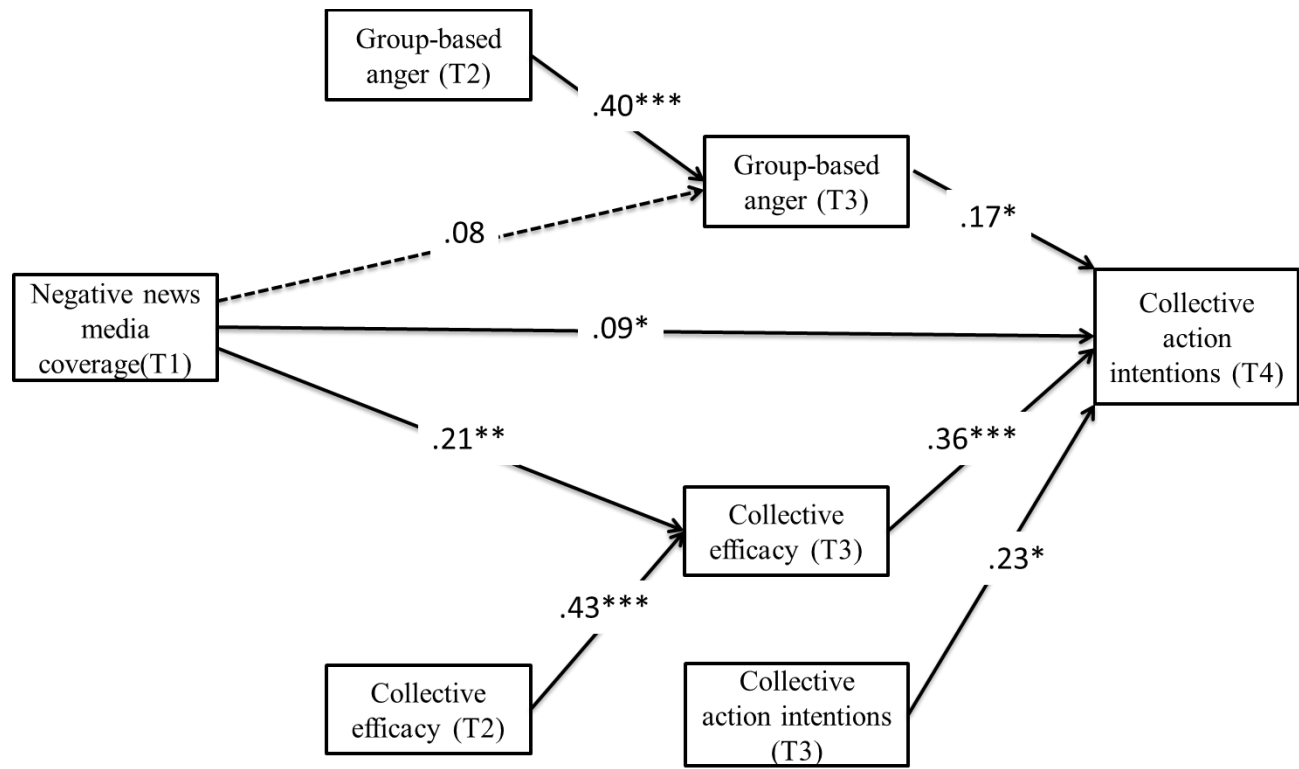 Group-based
anger (T2)
.40***
Group-based
anger (T3)
.17*
.08
Negative news
media
coverage(T1)
.09*
Collective
action
intentions (T4)
.21**
.36***
Collective
efficacy (T3)
.23*
.43***
Collective
efficacy (T2)
Collective
action intentions
(T3)